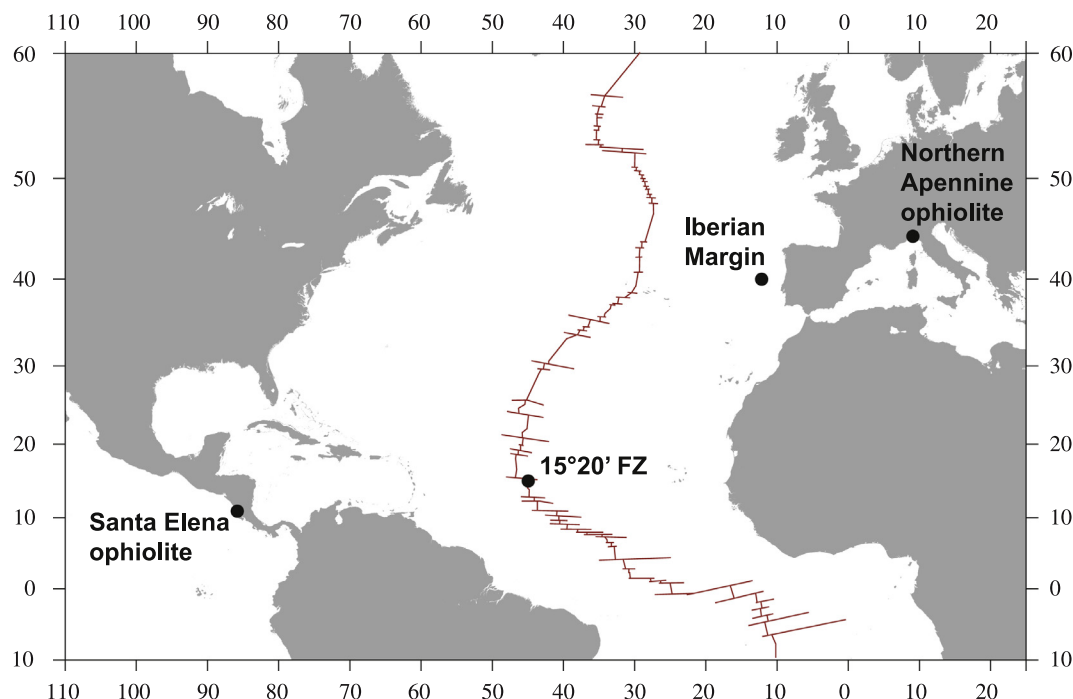 110 100 90 80 70 60 50 40 30 20 10 0 10 20
60 60
Northern
50 Apennine 50
ophiolite
Iberian
Margin
40 40
30 30
20 20
15°20’ FZ
10 10
Santa Elena
ophiolite
0 0
10 10
110 100 90 80 70 60 50 40 30 20 10 0 10 20